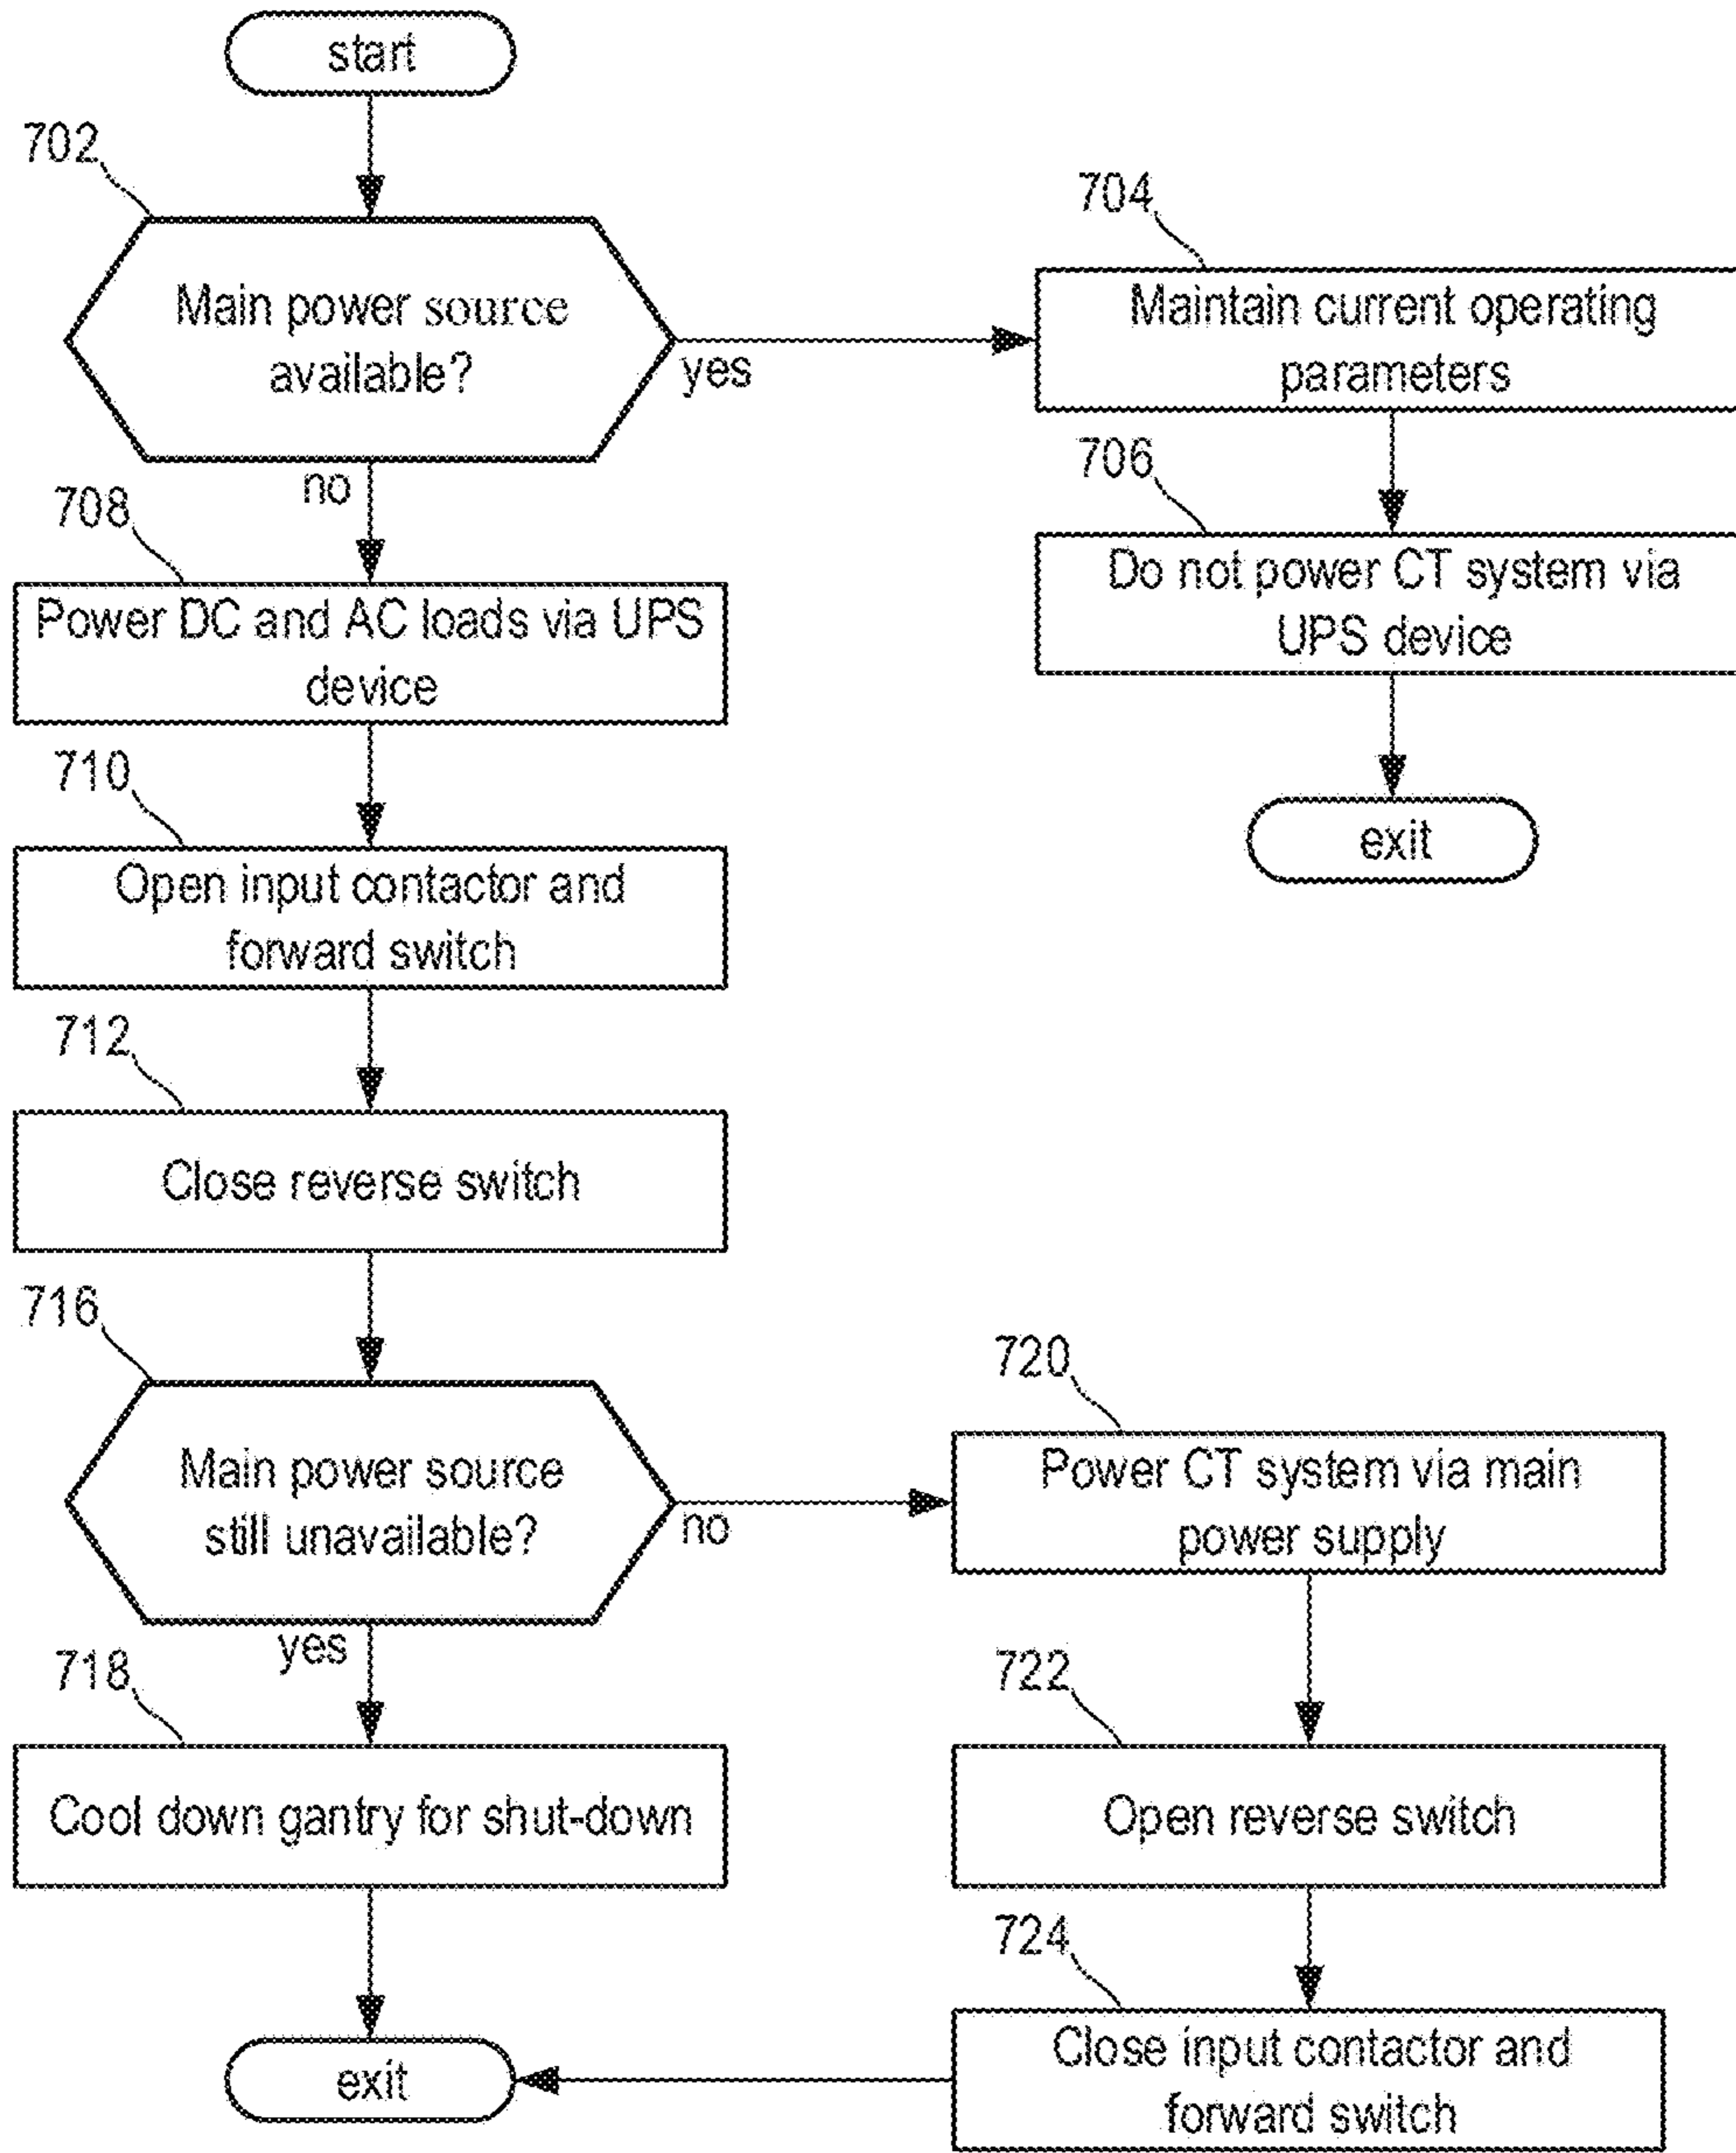 start
702
Main power source
available?
yes
no
704
Maintain current operating
parameters
706
Do not power CT system via
UPS device
exit
708
Power DC and AC loads via UPS
device
710
Open input contactor and
forward switch
712
Close reverse switch
716
Main power source
still unavailable?
no
yes
718
Cool down gantry for shut-down
exit
720
Power CT system via main
power supply
722
Open reverse switch
724
Close input contactor and
forward switch